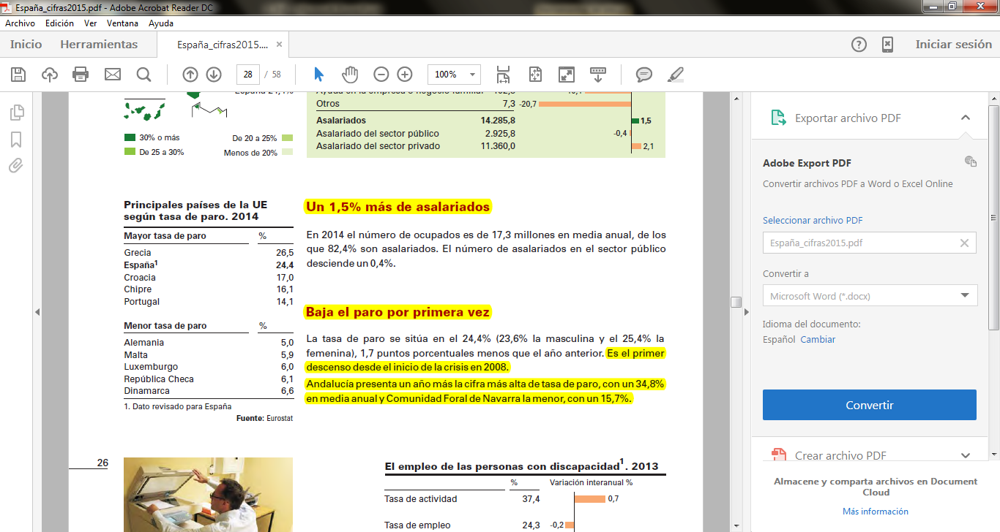 España_cifras2015.pdf - Adobe Acrobat Reader DC
Archivo Edición Ver Ventana Ayuda
Inicio Herramientas España_cifras2015.... × Iniciar sesión
28 / 58 100%
Otros 7,3 -20,7
Asalariados 14.285,8 1,5
Asalariado del sector público 2.925,8 -0,4
Asalariado del sector privado 11.360,0 2,1
30% o más De 20 a 25%
De 25 a 30% Menos de 20%
Principales países de la UE
según tasa de paro. 2014
Mayor tasa de paro %
Grecia 26,5
España1 24,4
Croacia 17,0
Chipre 16,1
Portugal 14,1
Menor tasa de paro %
Alemania 5,0
Malta 5,9
Luxemburgo 6,0
República Checa 6,1
Dinamarca 6,6
1. Dato revisado para España
Fuente: Eurostat
Un 1,5% más de asalariados
En 2014 el número de ocupados es de 17,3 millones en media anual, de los
que 82,4% son asalariados. El número de asalariados en el sector público
desciende un 0,4%.
Baja el paro por primera vez
La tasa de paro se sitúa en el 24,4% (23,6% la masculina y el 25,4% la
femenina), 1,7 puntos porcentuales menos que el año anterior. Es el primer
descenso desde el inicio de la crisis en 2008.
Andalucía presenta un año más la cifra más alta de tasa de paro, con un 34,8%
en media anual y Comunidad Foral de Navarra la menor, con un 15,7%.
26
El empleo de las personas con discapacidad1. 2013
% Variación interanual %
Tasa de actividad 37,4 0,7
Tasa de empleo 24,3 -0,2
Exportar archivo PDF
Adobe Export PDF
Convertir archivos PDF a Word o Excel Online
Seleccionar archivo PDF
España_cifras2015.pdf
Convertir a
Microsoft Word (*.docx)
Idioma del documento:
Español Cambiar
Convertir
Crear archivo PDF
Almacene y comparta archivos en Document
Cloud
Más información